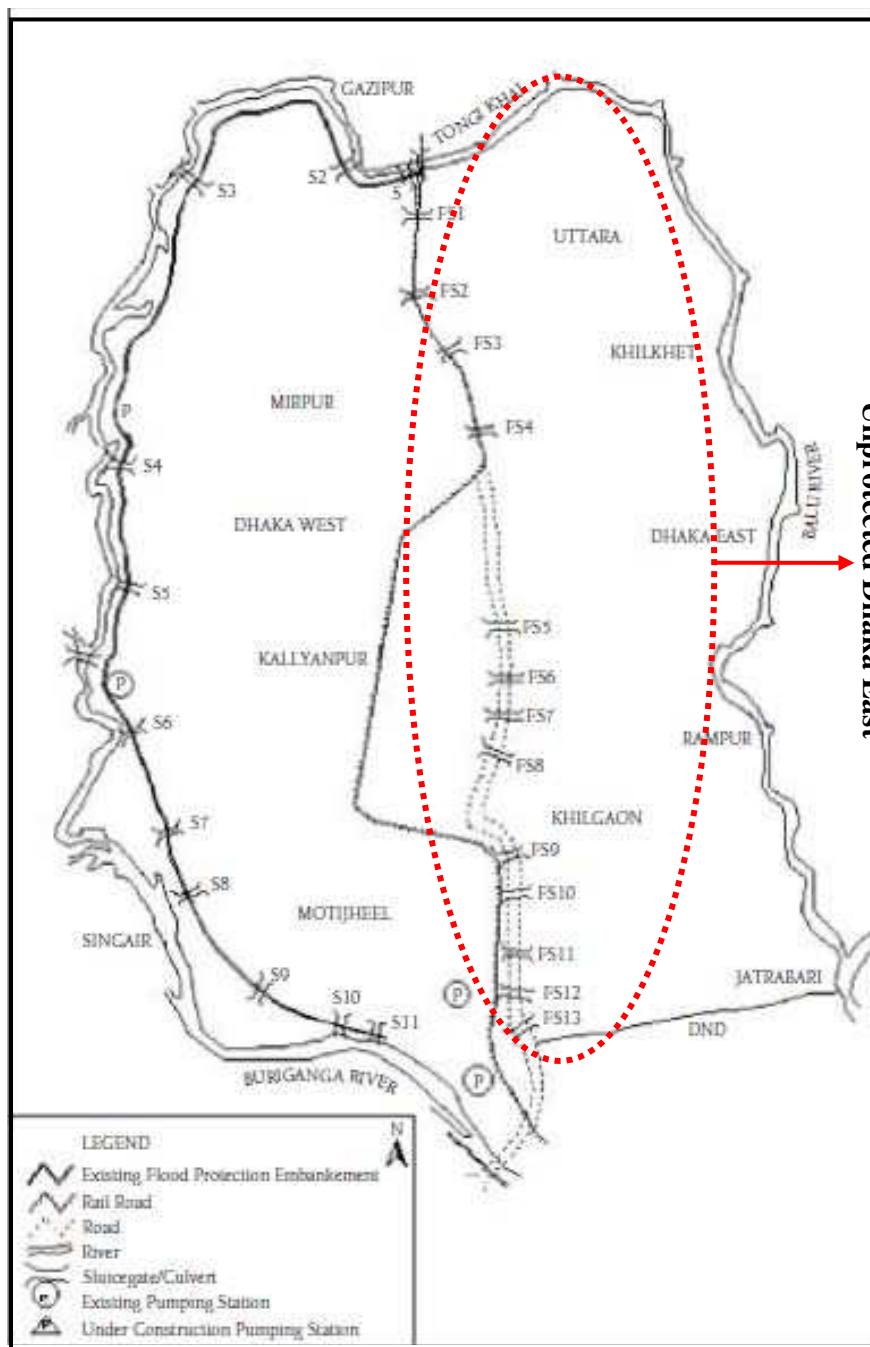 GAZIPUR
TONGI KHAL
S3
S2
S
FS1
UTTARA
FS2
FS3
KHILKHET
MIRPUR
FS4
P
S4
BALU RIVER
DHAKA WEST
DHAKA EAST
Unprotected Dhaka East
S5
FS5
KALLYANPUR
FS6
P
FS7
S6
RAMPUR
FS8
KHILGAON
S7
FS9
S8
FS10
MOTIJHEEL
SINGAIR
FS11
JATRABARI
S9
P
FS12
S10
S11
FS13
DND
BURIGANGA RIVER
P
N
LEGEND
Existing Flood Protection Embankement
Rail Road
Road
River
Sluicegate/Culvert
P Existing Pumping Station
P Under Construction Pumping Station